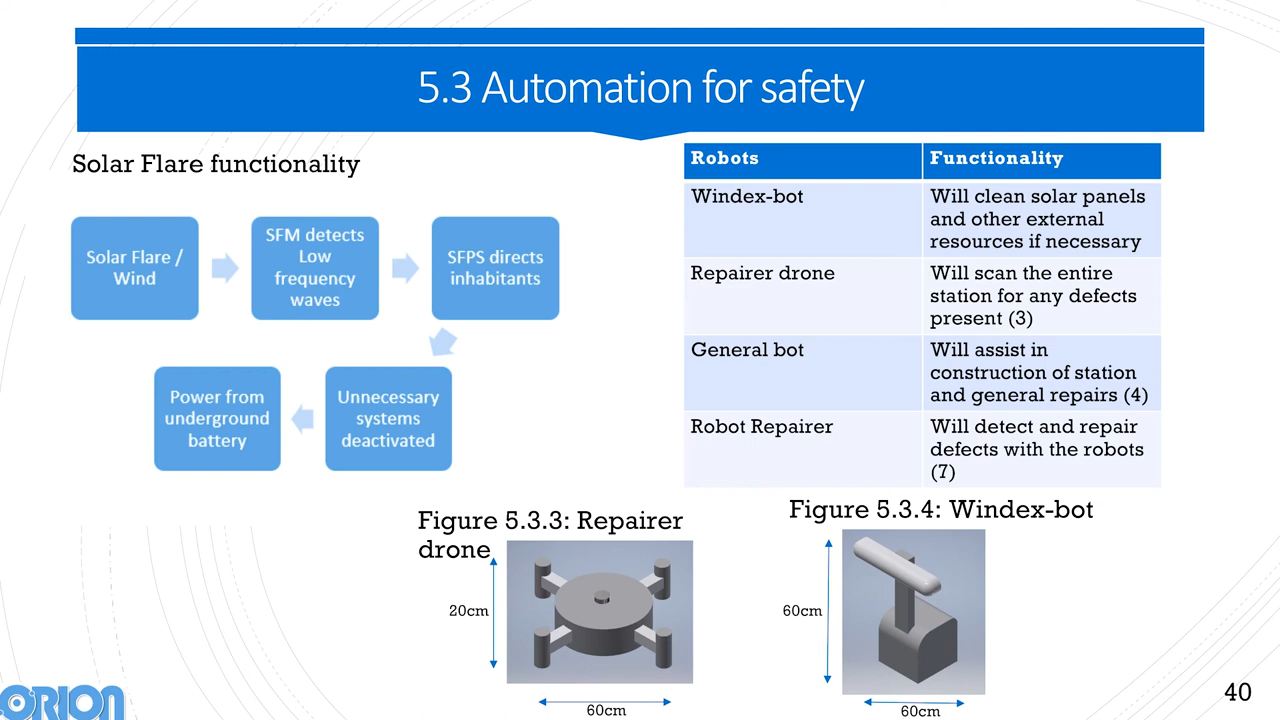 5.3 Automation for safety
Solar Flare functionality
Solar Flare /
Wind
SFM detects
Low
frequency
waves
SFPS directs
inhabitants
Power from
underground
battery
Unnecessary
systems
deactivated
Robots
Functionality
Windex-bot
Will clean solar panels
and other external
resources if necessary
Repairer drone
Will scan the entire
station for any defects
present (3)
General bot
Will assist in
construction of station
and general repairs (4)
Robot Repairer
Will detect and repair
defects with the robots
(7)
Figure 5.3.3: Repairer
drone
20cm
60cm
Figure 5.3.4: Windex-bot
60cm
60cm
ORION
40